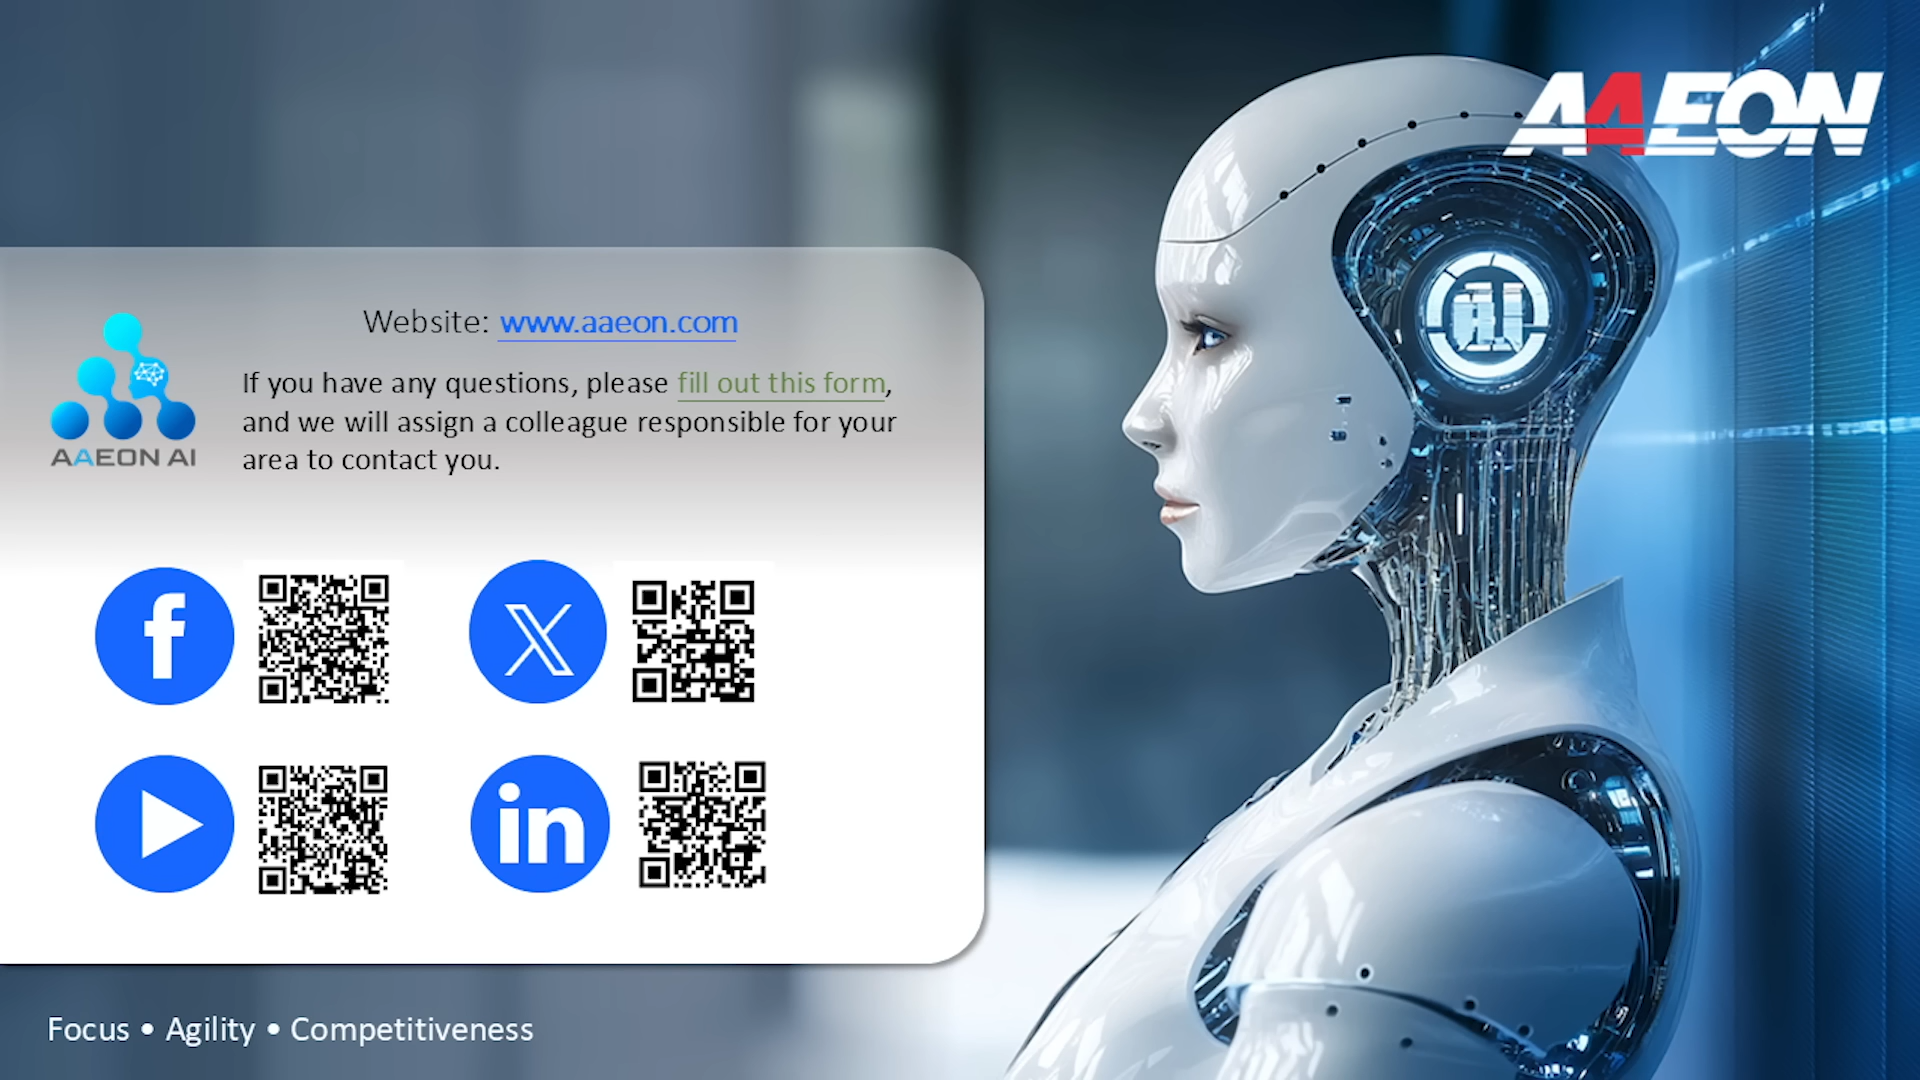 AAEON
Website: www.aaeon.com
If you have any questions, please fill out this form,
and we will assign a colleague responsible for your
area to contact you.
AAEON AI
f
X
in
Focus • Agility • Competitiveness